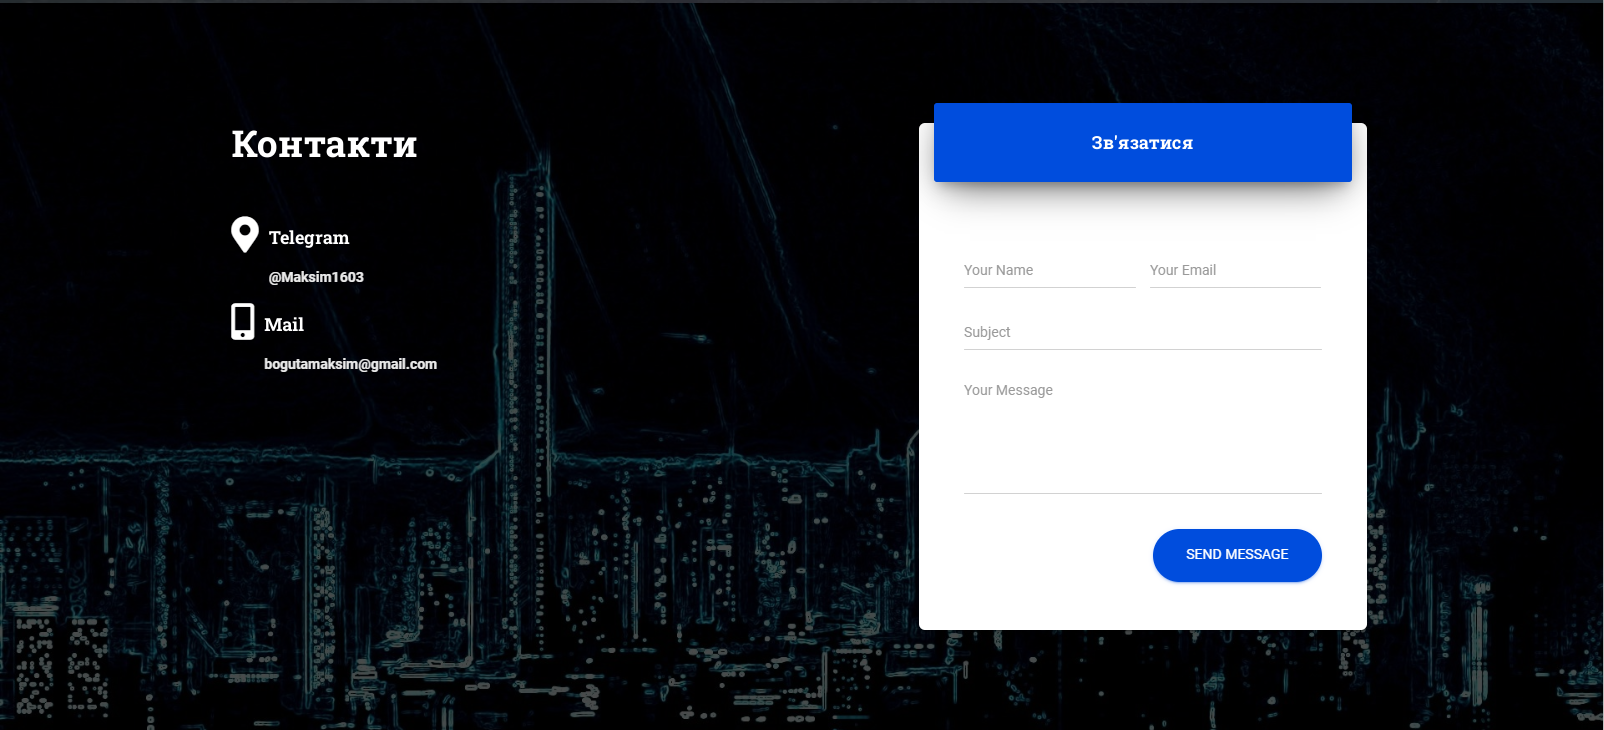 Контакти
Telegram
@Maksim1603
Mail
bogutamaksim@gmail.com
Зв'язатися
Your Name
Your Email
Subject
Your Message
SEND MESSAGE